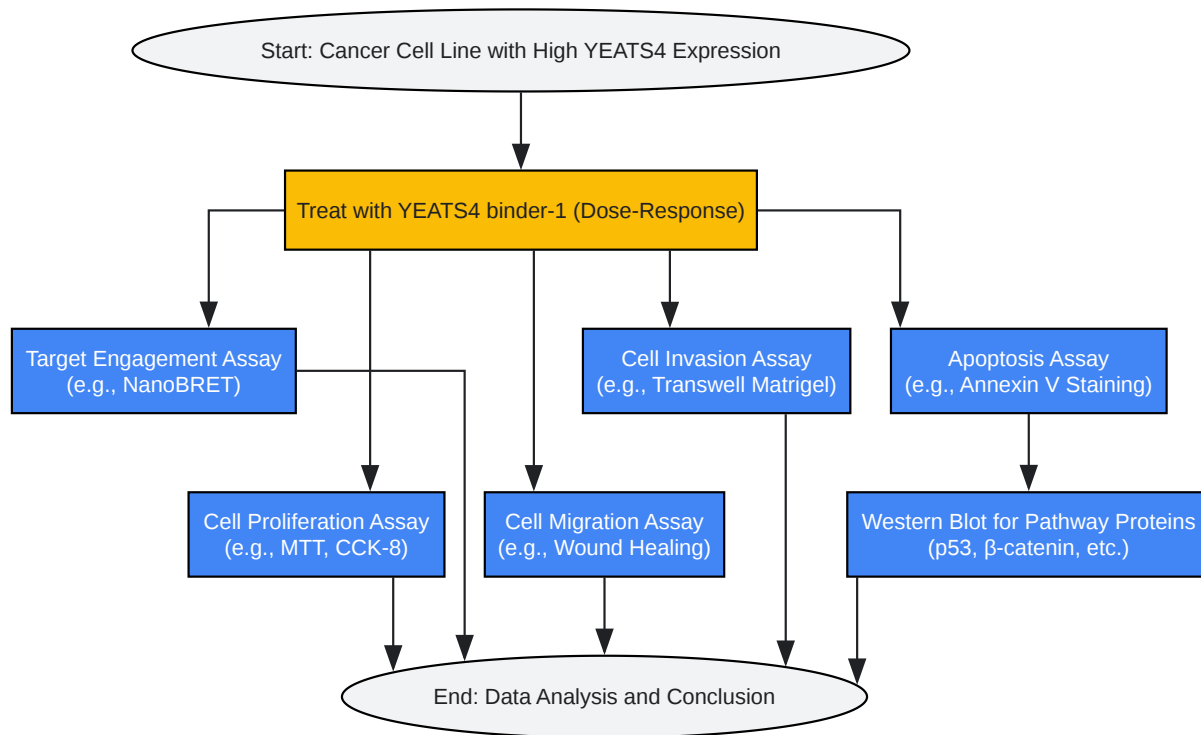 Start: Cancer Cell Line with High YEATS4 Expression
Treat with YEATS4 binder-1 (Dose-Response)
Target Engagement Assay
(e.g., NanoBRET)
Cell Invasion Assay
(e.g., Transwell Matrigel)
Apoptosis Assay
(e.g., Annexin V Staining)
Cell Proliferation Assay
(e.g., MTT, CCK-8)
Cell Migration Assay
(e.g., Wound Healing)
Western Blot for Pathway Proteins
(p53, β-catenin, etc.)
End: Data Analysis and Conclusion